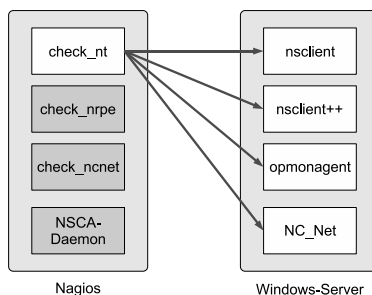 check_nt
check_nrpe
check_ncnet
NSCA-
Daemon
Nagios
nsclient
nsclient++
opmonagent
NC_Net
Windows-Server